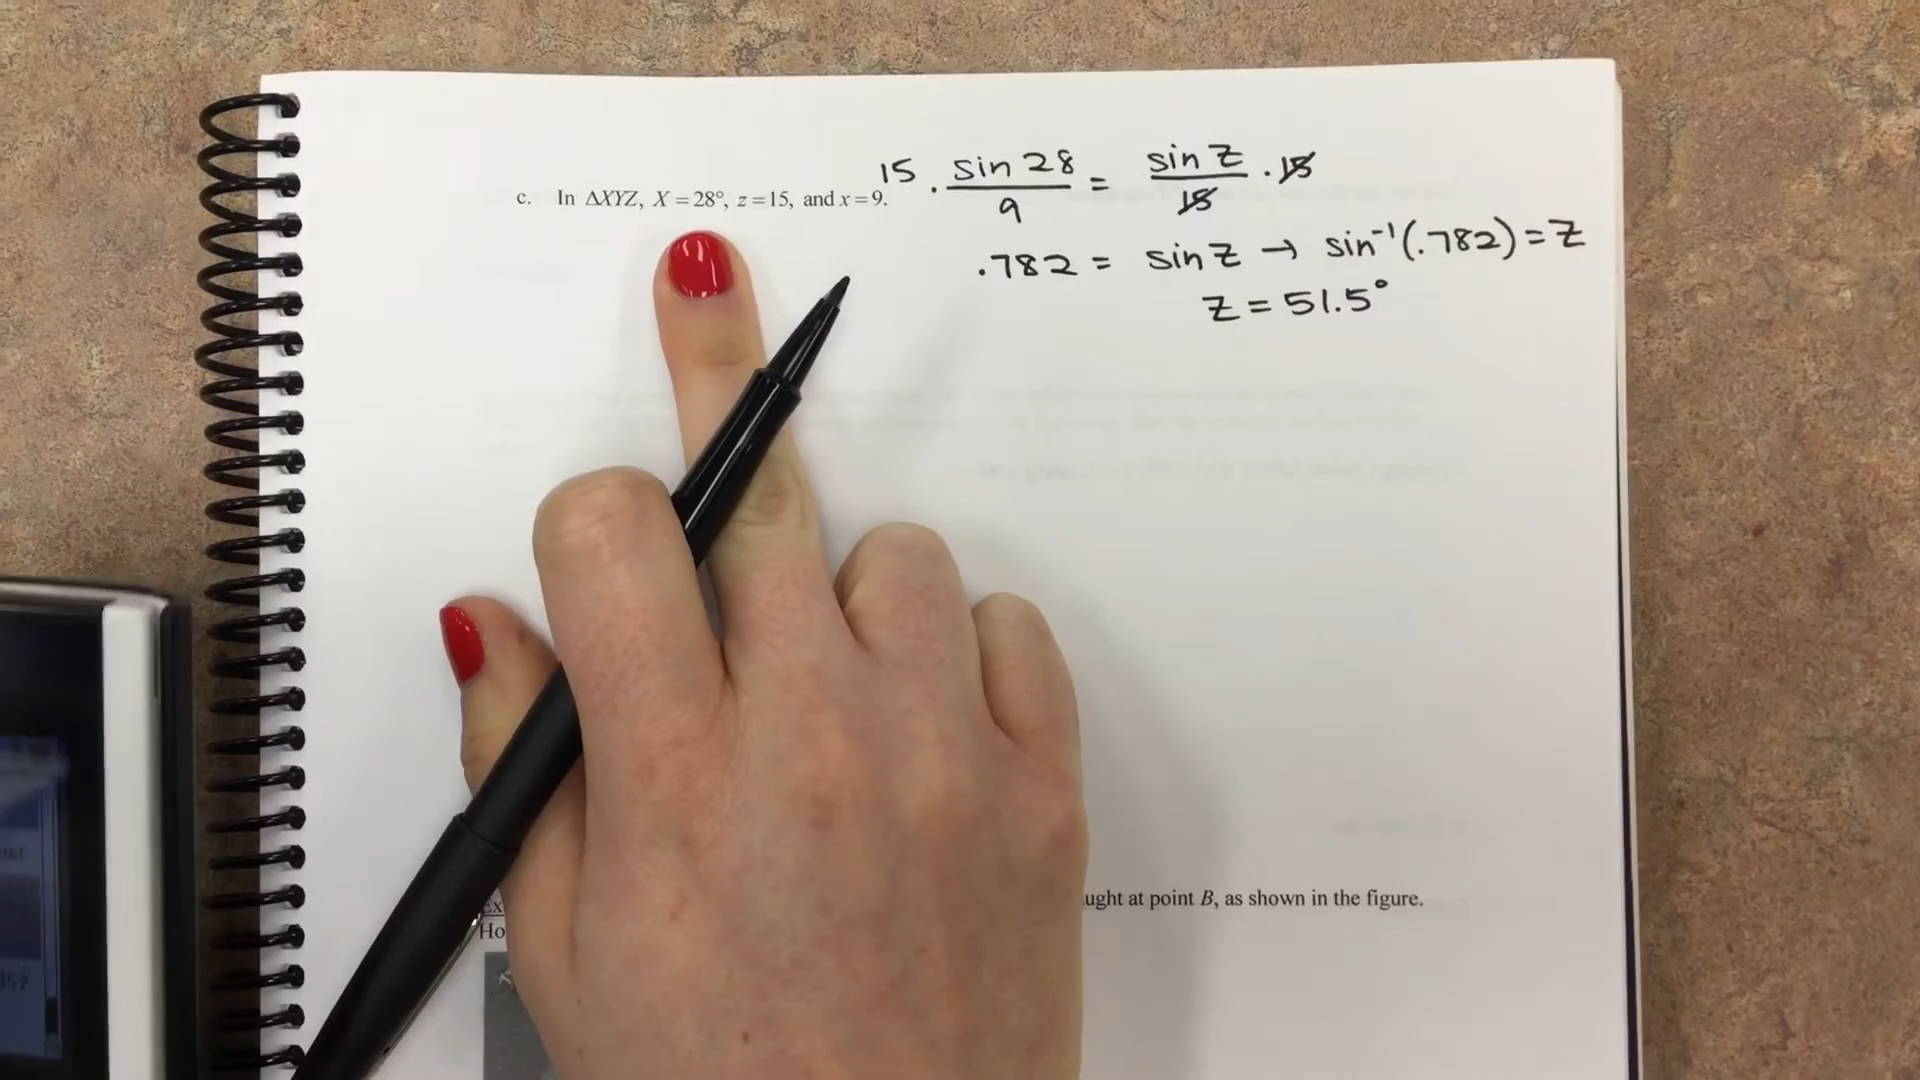 c. In ΔXYZ, X = 28°, z = 15, and x = 9.
15 · sin 28 / 9 = sin Z / 15 · 15
.782 = sin Z → sin⁻¹(.782) = Z
Z = 51.5°
ught at point B, as shown in the figure.
Ho